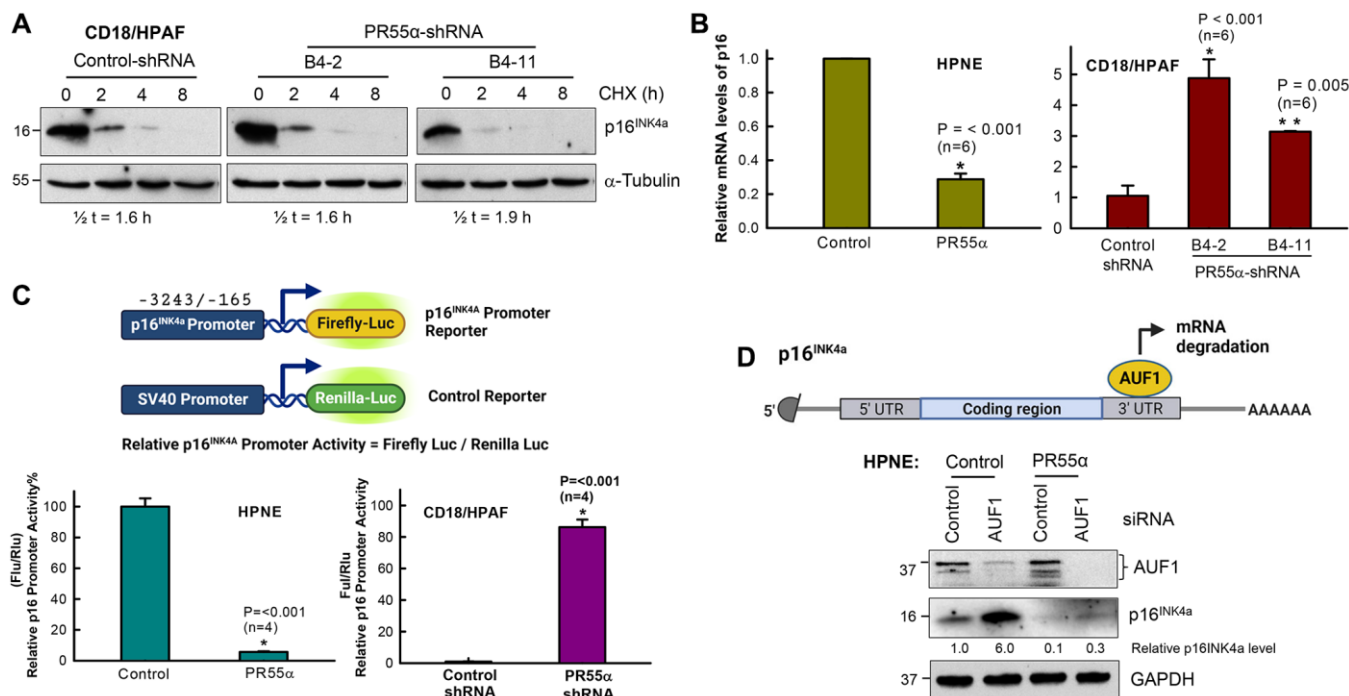 A
CD18/HPAF
PR55α-shRNA
Control-shRNA
B4-2
B4-11
0 2 4 8
0 2 4 8
0 2 4 8
CHX (h)
16
p16INK4a
55
α-Tubulin
½ t = 1.6 h
½ t = 1.6 h
½ t = 1.9 h
B
Relative mRNA levels of p16
1.0
0.8
0.6
0.4
0.2
0.0
HPNE
P = < 0.001
(n=6)
*
Control
PR55α
CD18/HPAF
6
5
4
3
2
1
0
P < 0.001
(n=6)
*
P = 0.005
(n=6)
* *
Control
shRNA
B4-2
B4-11
PR55α-shRNA
C
-3243/-165
p16INK4a Promoter
Firefly-Luc
p16INK4A Promoter
Reporter
SV40 Promoter
Renilla-Luc
Control Reporter
Relative p16INK4A Promoter Activity = Firefly Luc / Renilla Luc
(Flu/Rlu)
Relative p16 Promoter Activity%
100
80
60
40
20
0
HPNE
P=<0.001
(n=4)
*
Control
PR55α
Ful/Rlu
Relative p16 Promoter Activity
100
80
60
40
20
0
CD18/HPAF
P=<0.001
(n=4)
*
Control
shRNA
PR55α
shRNA
D
p16INK4a
mRNA
degradation
AUF1
5'
5' UTR
Coding region
3' UTR
AAAAAA
HPNE:
Control
PR55α
Control
AUF1
Control
AUF1
siRNA
37
AUF1
16
p16INK4a
1.0 6.0 0.1 0.3 Relative p16INK4a level
37
GAPDH